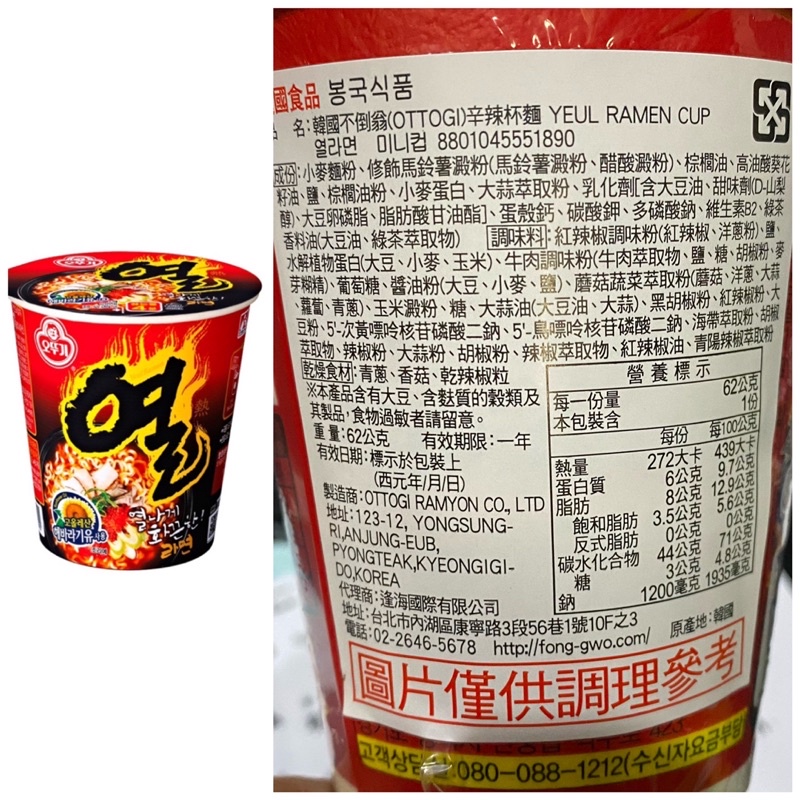 오뚜기
열
熱
열나게
화끈한!
라면
고올레산
해바라기유 사용
國食品 봉국식품
名:韓國不倒翁(OTTOGI)辛辣杯麵 YEUL RAMEN CUP
열라면 미니컵 8801045551890
成份:小麥麵粉、修飾馬鈴薯澱粉(馬鈴薯澱粉、醋酸澱粉)、棕櫚油、高油酸葵花
籽油、鹽、棕櫚油粉、小麥蛋白、大蒜萃取粉、乳化劑[含大豆油、甜味劑(D-山梨
醇)、大豆卵磷脂、脂肪酸甘油酯]、蛋殼鈣、碳酸鉀、多磷酸鈉、維生素B2、綠茶
香料油(大豆油、綠茶萃取物) 調味料:紅辣椒調味粉(紅辣椒、洋蔥粉)、鹽、
水解植物蛋白(大豆、小麥、玉米)、牛肉調味粉(牛肉萃取物、鹽、糖、胡椒粉、麥
芽糊精)、葡萄糖、醬油粉(大豆、小麥、鹽)、蘑菇蔬菜萃取粉(蘑菇、洋蔥、大蒜
、蘿蔔、青蔥)、玉米澱粉、糖、大蒜油(大豆油、大蒜)、黑胡椒粉、紅辣椒粉、大
豆粉、5'-次黃嘌呤核苷磷酸二鈉、5'-鳥嘌呤核苷磷酸二鈉、海帶萃取粉、胡椒
萃取物、辣椒粉、大蒜粉、胡椒粉、辣椒萃取物、紅辣椒油、青陽辣椒萃取粉
乾燥食材:青蔥、香菇、乾辣椒粒
※本產品含有大豆、含麩質的穀類及
其製品,食物過敏者請留意。
重量:62公克 有效期限:一年
有效日期:標示於包裝上
(西元年/月/日)
製造商:OTTOGI RAMYON CO., LTD
地址:123-12, YONGSUNG-
RI,ANJUNG-EUB,
PYONGTEAK,KYEONGIGI-
DO,KOREA
代理商:逢海國際有限公司
地址:台北市內湖區康寧路3段56巷1號10F之3
電話:02-2646-5678 http://fong-gwo.com/ 原產地:韓國
營養標示
每一份量 62公克
本包裝含 1份
每份 每100公克
熱量 272大卡 439大卡
蛋白質 6公克 9.7公克
脂肪 8公克 12.9公克
飽和脂肪 3.5公克 5.6公克
反式脂肪 0公克 0公克
碳水化合物 44公克 71公克
糖 3公克 4.8公克
鈉 1200毫克 1935毫克
圖片僅供調理參考
고객상담실:080-088-1212(수신자요금부담